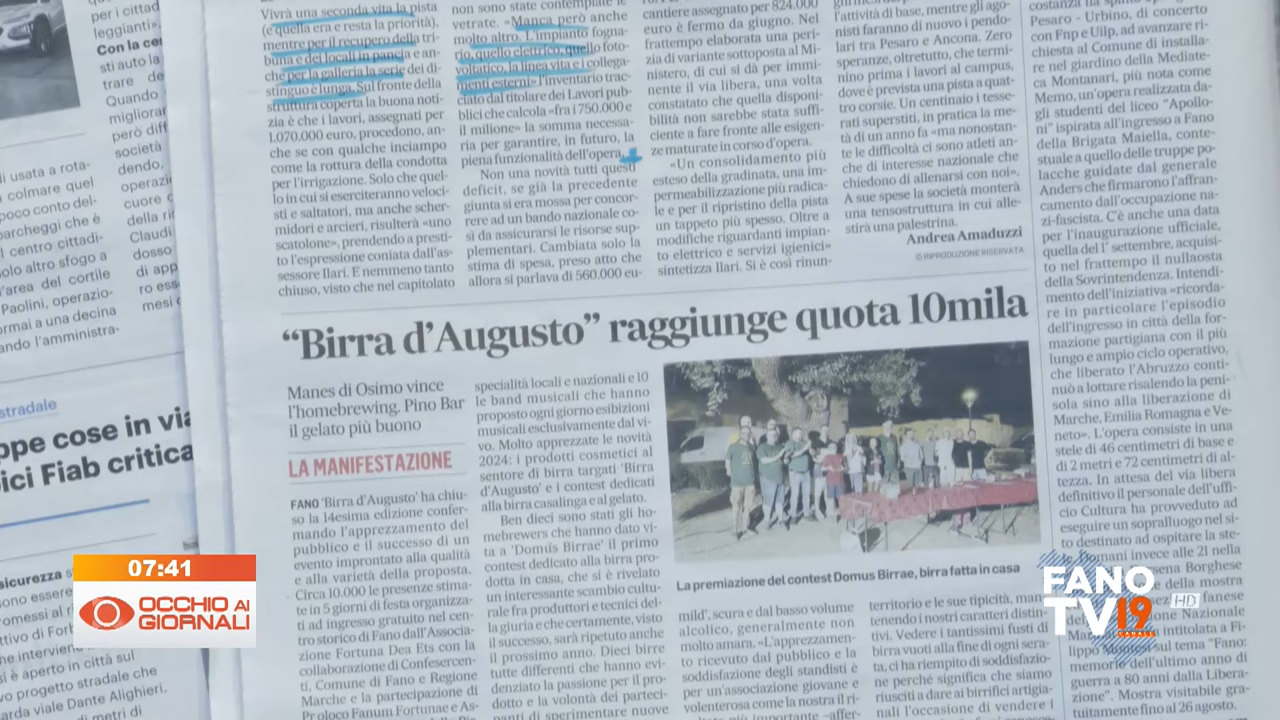 per i cittad
leggianti".
Con la ce
sti auto la
trare de
Quando
migliorar
però diff
società
dendo,
operazi
cuore c
della ri
Claudi
dosso
di app
ro ess
mesi c
di usata a rota-
colmare quel
poco conto del-
parcheggi che è
l centro cittadi-
olo altro sfogo a
l'area del cortile
Paolini, operazio-
ormai a una decina
ando l'amministra-
stradale
ppe cose in via
ici Fiab critica
sicurezza
Vivrà una seconda vita la pista
(e quella era e resta la priorità),
mentre per il recupero della tri-
buna e dei locali in pancia e an-
che per la galleria la serie dei di-
stinguo è lunga. Sul fronte della
struttura coperta la buona noti-
zia è che i lavori, assegnati per
1.070.000 euro, procedono, an-
che se con qualche inciampo
come la rottura della condotta
per l'irrigazione. Solo che quel-
lo in cui si eserciteranno veloci-
sti e saltatori, ma anche scher-
midori e arcieri, risulterà «uno
scatolone», prendendo a presti-
to l'espressione coniata dall'as-
sessore Ilari. E nemmeno tanto
chiuso, visto che nel capitolato
non sono state contemplate le
vetrate. «Manca però anche
molto altro. L'impianto fogna-
rio, quello elettrico, quello foto-
voltaico, la linea vita e i collega-
menti esterni» l'inventario trac-
ciato dal titolare dei Lavori pub-
blici che calcola «fra i 750.000 e
il milione» la somma necessa-
ria per garantire, in futuro, la
piena funzionalità dell'opera.
Non una novità tutti questi
deficit, se già la precedente
giunta si era mossa per concor-
rere ad un bando nazionale co-
sì da assicurarsi le risorse sup-
plementari. Cambiata solo la
stima di spesa, preso atto che
allora si parlava di 560.000 eu-
cantiere assegnato per 824.000
euro è fermo da giugno. Nel
frattempo elaborata una peri-
zia di variante sottoposta al Mi-
nistero, di cui si dà per immi-
nente il via libera, una volta
constatato che quella disponi-
bilità non sarebbe stata suffi-
ciente a fare fronte alle esigen-
ze maturate in corso d'opera.
«Un consolidamento più
esteso della gradinata, una im-
permeabilizzazione più radica-
le e per il ripristino della pista
un tappeto più spesso. Oltre a
modifiche riguardanti impian-
to elettrico e servizi igienici»
sintetizza Ilari. Si è così rinun-
l'attività di base, mentre gli ago-
nisti faranno di nuovo i pendo-
lari tra Pesaro e Ancona. Zero
speranze, oltretutto, che termi-
nino prima i lavori al campus,
dove è prevista una pista a quat-
tro corsie. Un centinaio i tesse-
rati superstiti, in pratica la me-
tà di un anno fa «ma nonostan-
te le difficoltà ci sono atleti an-
che di interesse nazionale che
chiedono di allenarsi con noi».
A sue spese la società monterà
una tensostruttura in cui alle-
stirà una palestrina.
Andrea Amaduzzi
© RIPRODUZIONE RISERVATA
Pesaro - Urbino, di concerto
con Fnp e Uilp, ad avanzare ri-
chiesta al Comune di installa-
re nel giardino della Mediate-
ca Montanari, più nota come
Memo, un'opera realizzata da-
gli studenti del liceo "Apollo-
ni" ispirata all'ingresso a Fano
della Brigata Maiella, conte-
stuale a quello delle truppe po-
lacche guidate dal generale
Anders che firmarono l'affran-
camento dall'occupazione na-
zi-fascista. C'è anche una data
per l'inaugurazione ufficiale,
quella del 1° settembre, acquisi-
to nel frattempo il nullaosta
della Sovrintendenza. Intendi-
mento dell'iniziativa «ricorda-
re in particolare l'episodio
dell'ingresso in città della for-
mazione partigiana con il più
lungo e ampio ciclo operativo,
che liberato l'Abruzzo conti-
nuò a lottare risalendo la peni-
sola sino alla liberazione di
Marche, Emilia Romagna e Ve-
neto». L'opera consiste in una
stele di 46 centimetri di base e
di 2 metri e 72 centimetri di al-
tezza. In attesa del via libera
definitivo il personale dell'uffi-
cio Cultura ha provveduto ad
eseguire un sopralluogo nel si-
to destinato ad ospitare la ste-
le. Domani invece alle 21 nella
Borghese
della mostra
fanese
Nazionale
intitolata a Fi-
sul tema "Fano:
dell'ultimo anno di
guerra a 80 anni dalla Libera-
zione". Mostra visitabile gra-
tuitamente fino al 26 agosto.
“Birra d’Augusto” raggiunge quota 10mila
Manes di Osimo vince
l'homebrewing. Pino Bar
il gelato più buono
LA MANIFESTAZIONE
FANO 'Birra d'Augusto' ha chiu-
so la 14esima edizione confer-
mando l'apprezzamento del
pubblico e il successo di un
evento improntato alla qualità
e alla varietà della proposta.
Circa 10.000 le presenze stima-
te in 5 giorni di festa organizza-
ti ad ingresso gratuito nel cen-
tro storico di Fano dall'Associa-
zione Fortuna Dea Ets con la
collaborazione di Confesercen-
ti, Comune di Fano e Regione
Marche e la partecipazione di
Proloco Fanum Fortunae e As-
specialità locali e nazionali e 10
le band musicali che hanno
proposto ogni giorno esibizioni
musicali esclusivamente dal vi-
vo. Molto apprezzate le novità
2024: i prodotti cosmetici al
sentore di birra targati 'Birra
d'Augusto' e i contest dedicati
alla birra casalinga e al gelato.
Ben dieci sono stati gli ho-
mebrewers che hanno dato vi-
ta a 'Domus Birrae' il primo
contest dedicato alla birra pro-
dotta in casa, che si è rivelato
un interessante scambio cultu-
rale fra produttori e tecnici del-
la giuria e che certamente, visto
il successo, sarà ripetuto anche
il prossimo anno. Dieci birre
tutte differenti che hanno evi-
denziato la passione per il pro-
dotto e la volontà dei parteci-
panti di sperimentare nuove
La premiazione del contest Domus Birrae, birra fatta in casa
mild', scura e dal basso volume
alcolico, generalmente non
molto amara. «L'apprezzamen-
to ricevuto dal pubblico e la
soddisfazione degli standisti è
per un'associazione giovane e
volenterosa come la nostra il ri-
territorio e le sue tipicità, man-
tenendo i nostri caratteri distin-
tivi. Vedere i tantissimi fusti di
birra vuoti alla fine di ogni sera-
ta, ci ha riempito di soddisfazio-
ne perché significa che siamo
riusciti a dare ai birrifici artigia-
nali l'occasione di vendere i
è aperto in città sul
vo progetto stradale che
arda viale Dante Alighieri.
07:41
OCCHIO AI
GIORNALI
FANO
TV19
CANALE
HD